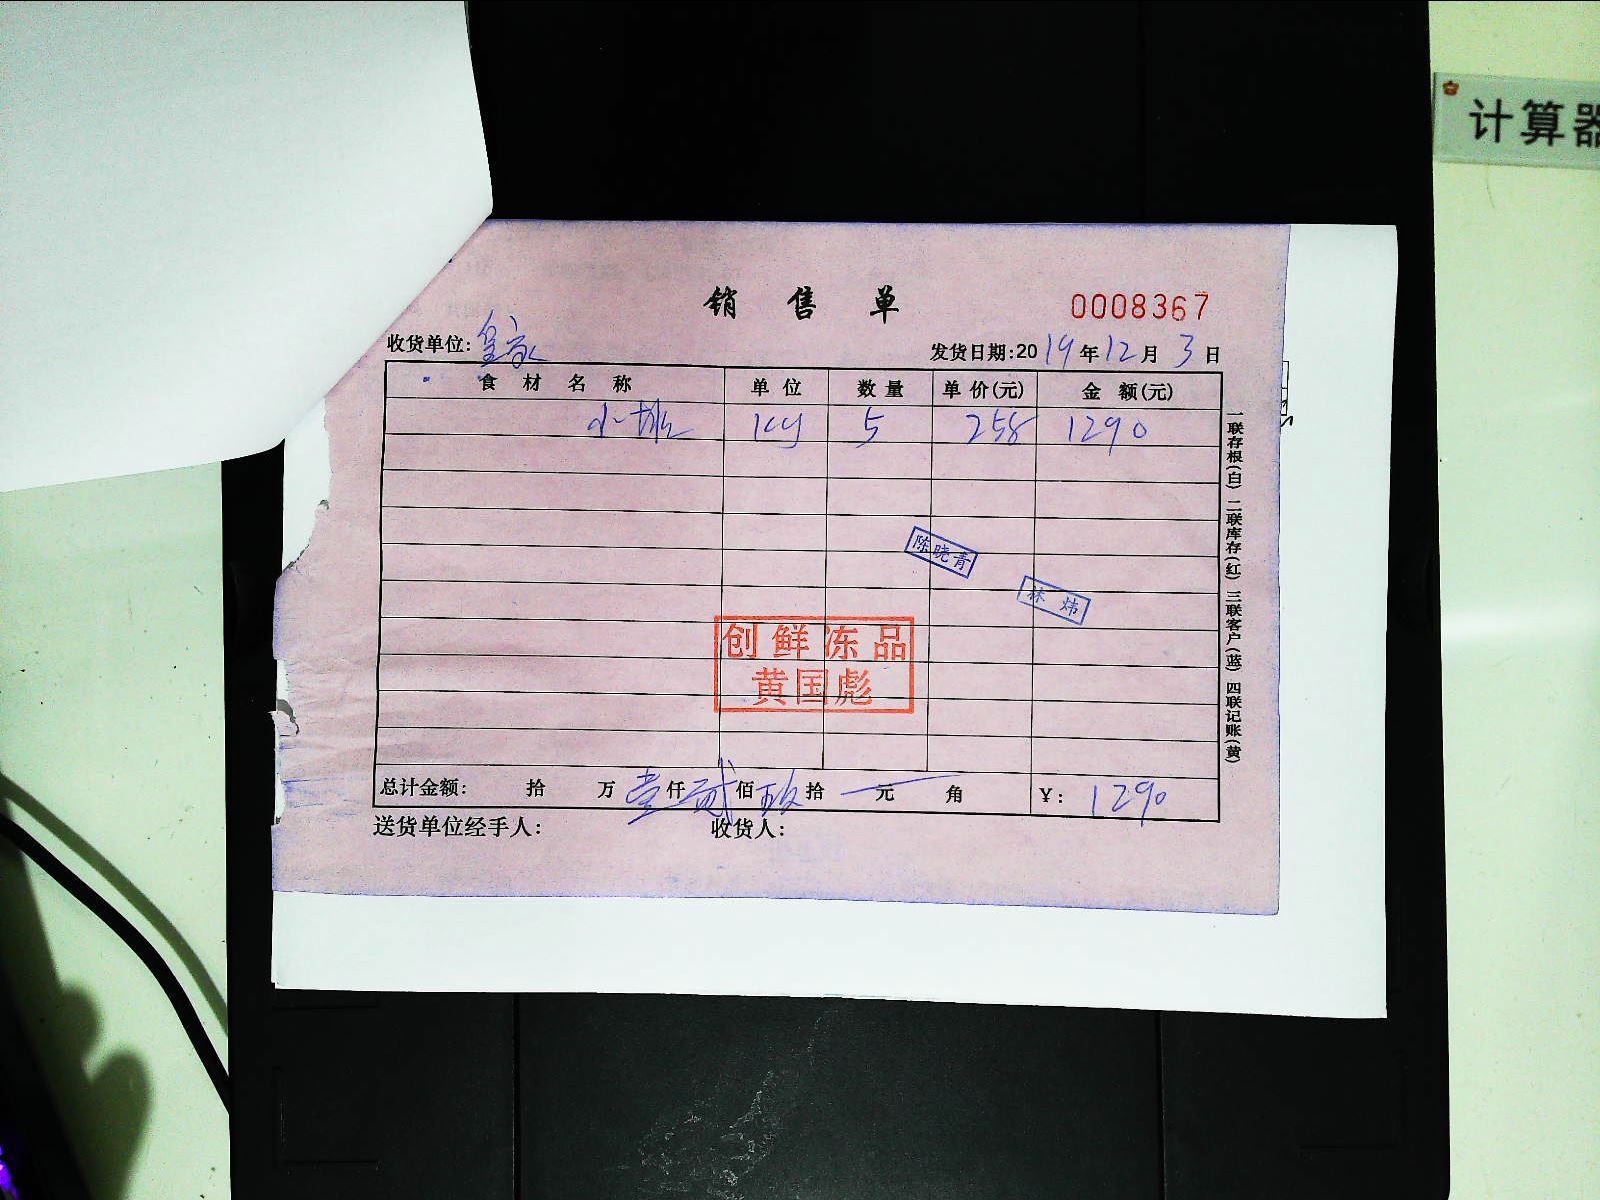 计算器
销售单 0008367
收货单位:皇家 发货日期:2019年12月3日
食材名称 单位 数量 单价(元) 金额(元)
小排 kg 5 258 1290
陈晓青
林炜
创鲜冻品
黄国彪
总计金额: 拾 万壹仟贰佰玖拾 元 角 ¥: 1290
送货单位经手人: 收货人:
一联存根(白) 二联库存(红) 三联客户(蓝) 四联记账(黄)